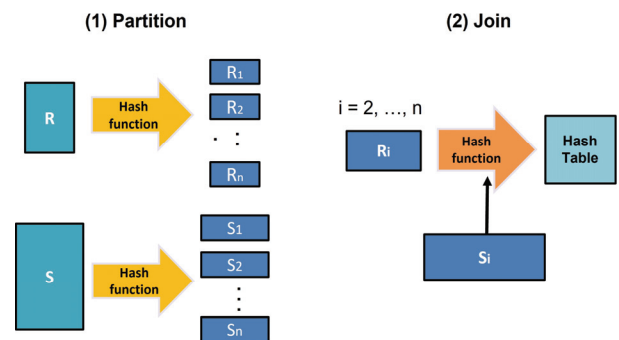 (1) Partition
R
Hash
function
R1
R2
. :
Rn
S
Hash
function
S1
S2
⋮
Sn
(2) Join
i = 2, ..., n
Ri
Hash
function
Hash
Table
Si